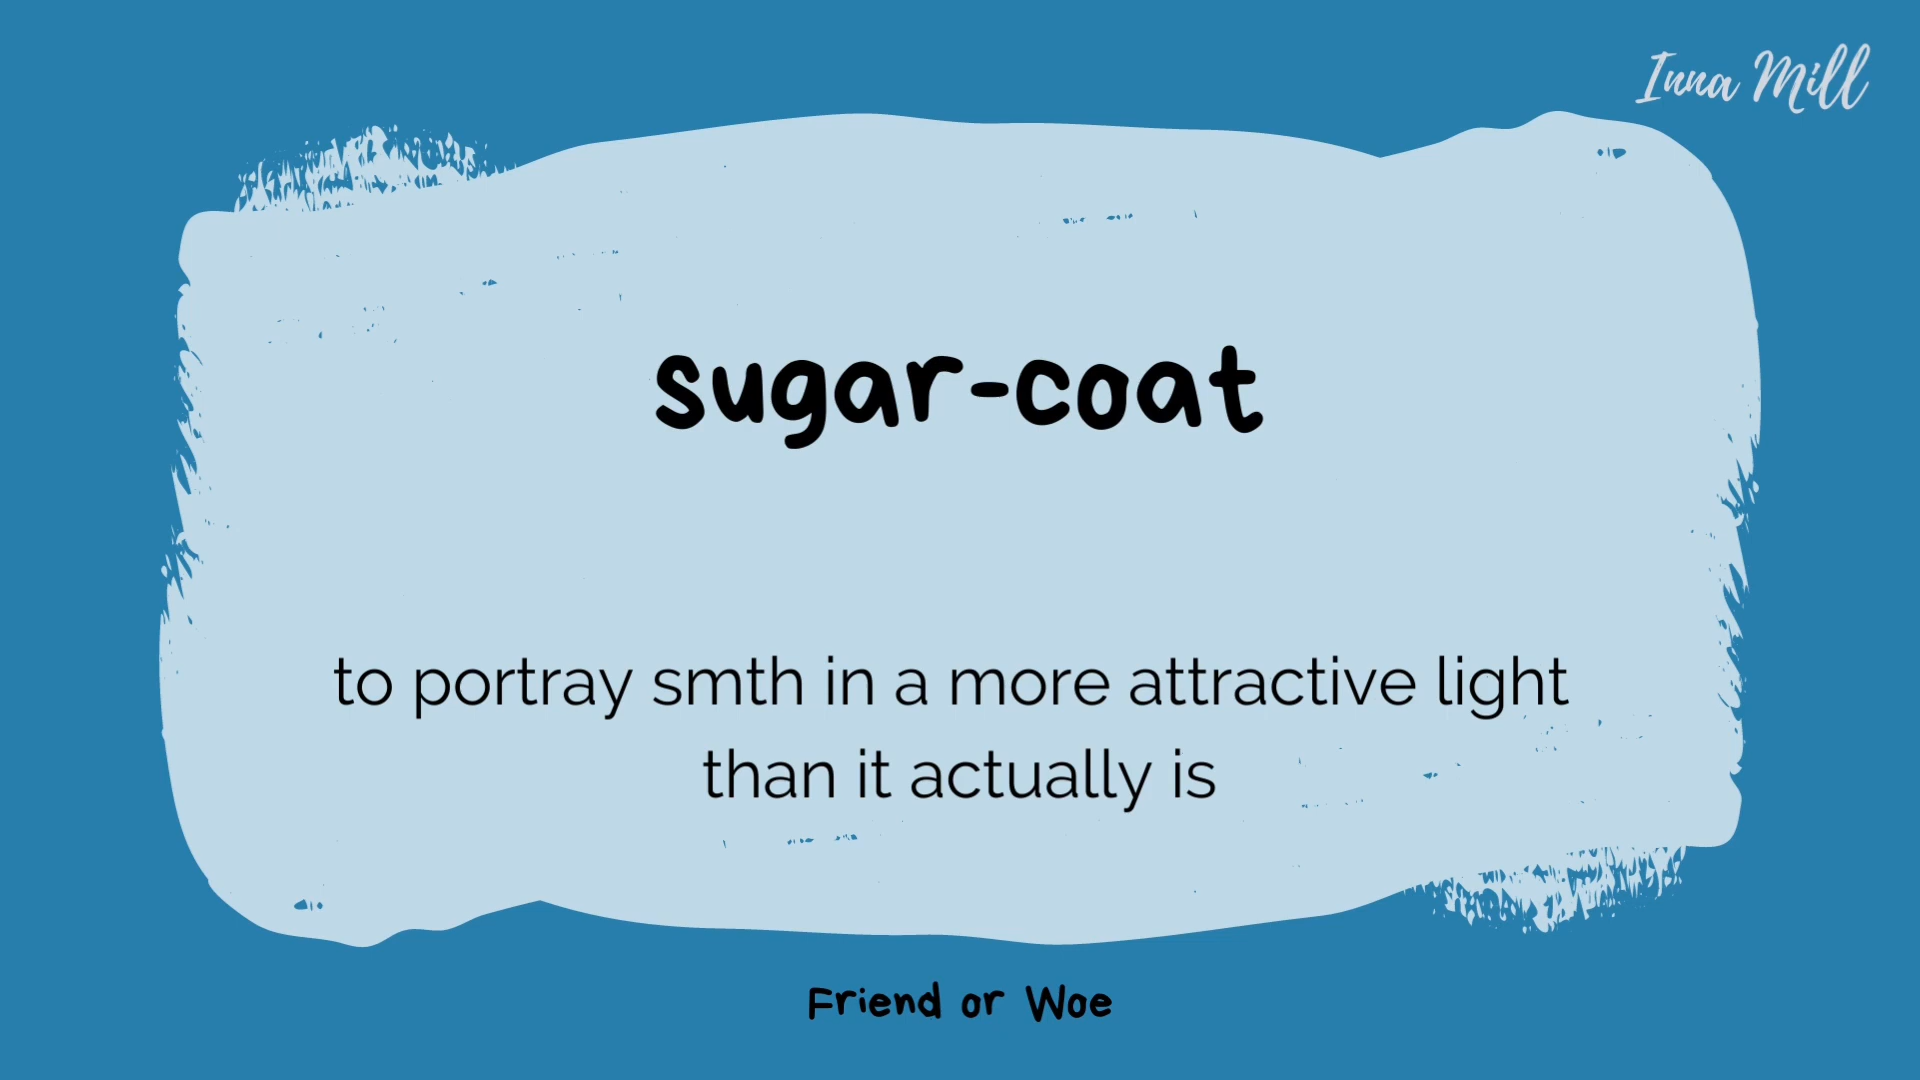 Inna Mill
sugar-coat
to portray smth in a more attractive light
than it actually is
Friend or Woe